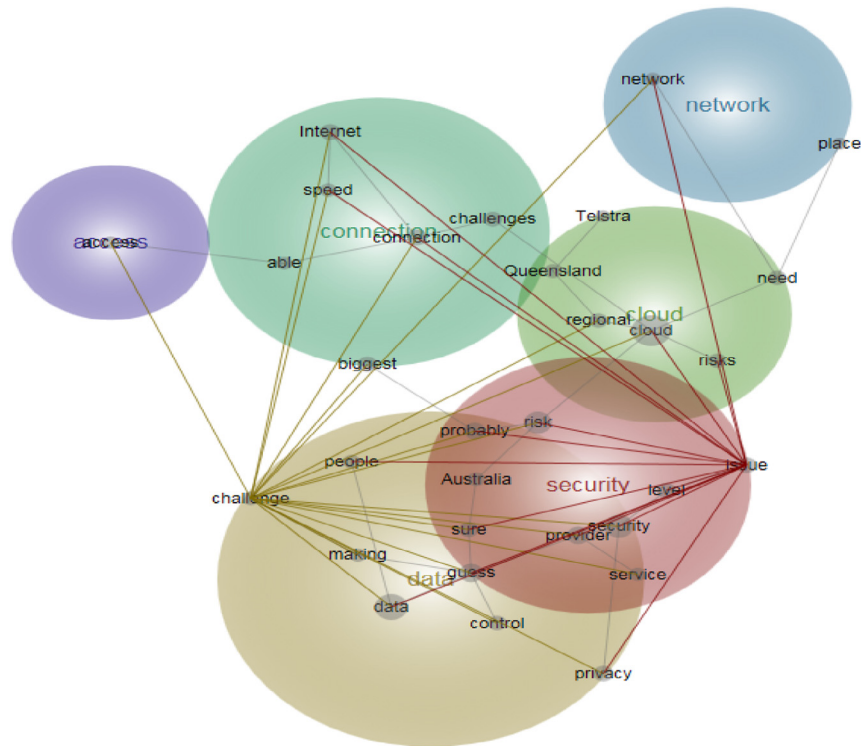 network
network
Internet
place
speed
challenges
Telstra
connection
connection
access
access
able
Queensland
need
cloud
regional
cloud
biggest
risks
risk
probably
people
issue
Australia
security
level
challenge
sure
security
provider
making
guess
data
service
data
control
privacy